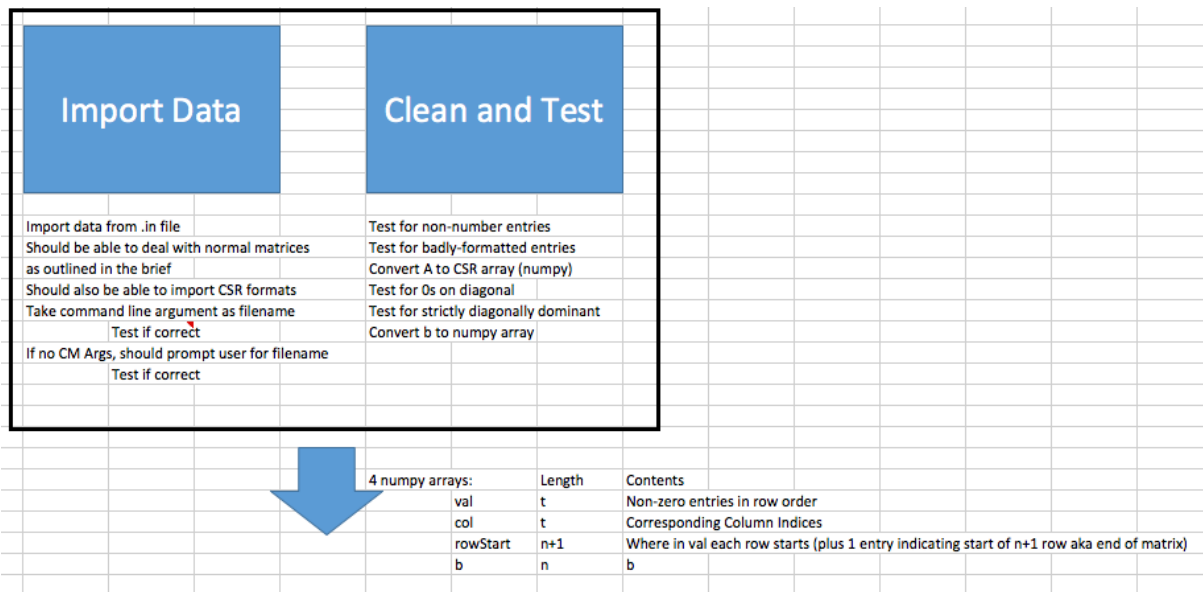 Import Data
Clean and Test
Import data from .in file
Should be able to deal with normal matrices
as outlined in the brief
Should also be able to import CSR formats
Take command line argument as filename
Test if correct
If no CM Args, should prompt user for filename
Test if correct
Test for non-number entries
Test for badly-formatted entries
Convert A to CSR array (numpy)
Test for 0s on diagonal
Test for strictly diagonally dominant
Convert b to numpy array
4 numpy arrays: Length Contents
val t Non-zero entries in row order
col t Corresponding Column Indices
rowStart n+1 Where in val each row starts (plus 1 entry indicating start of n+1 row aka end of matrix)
b n b